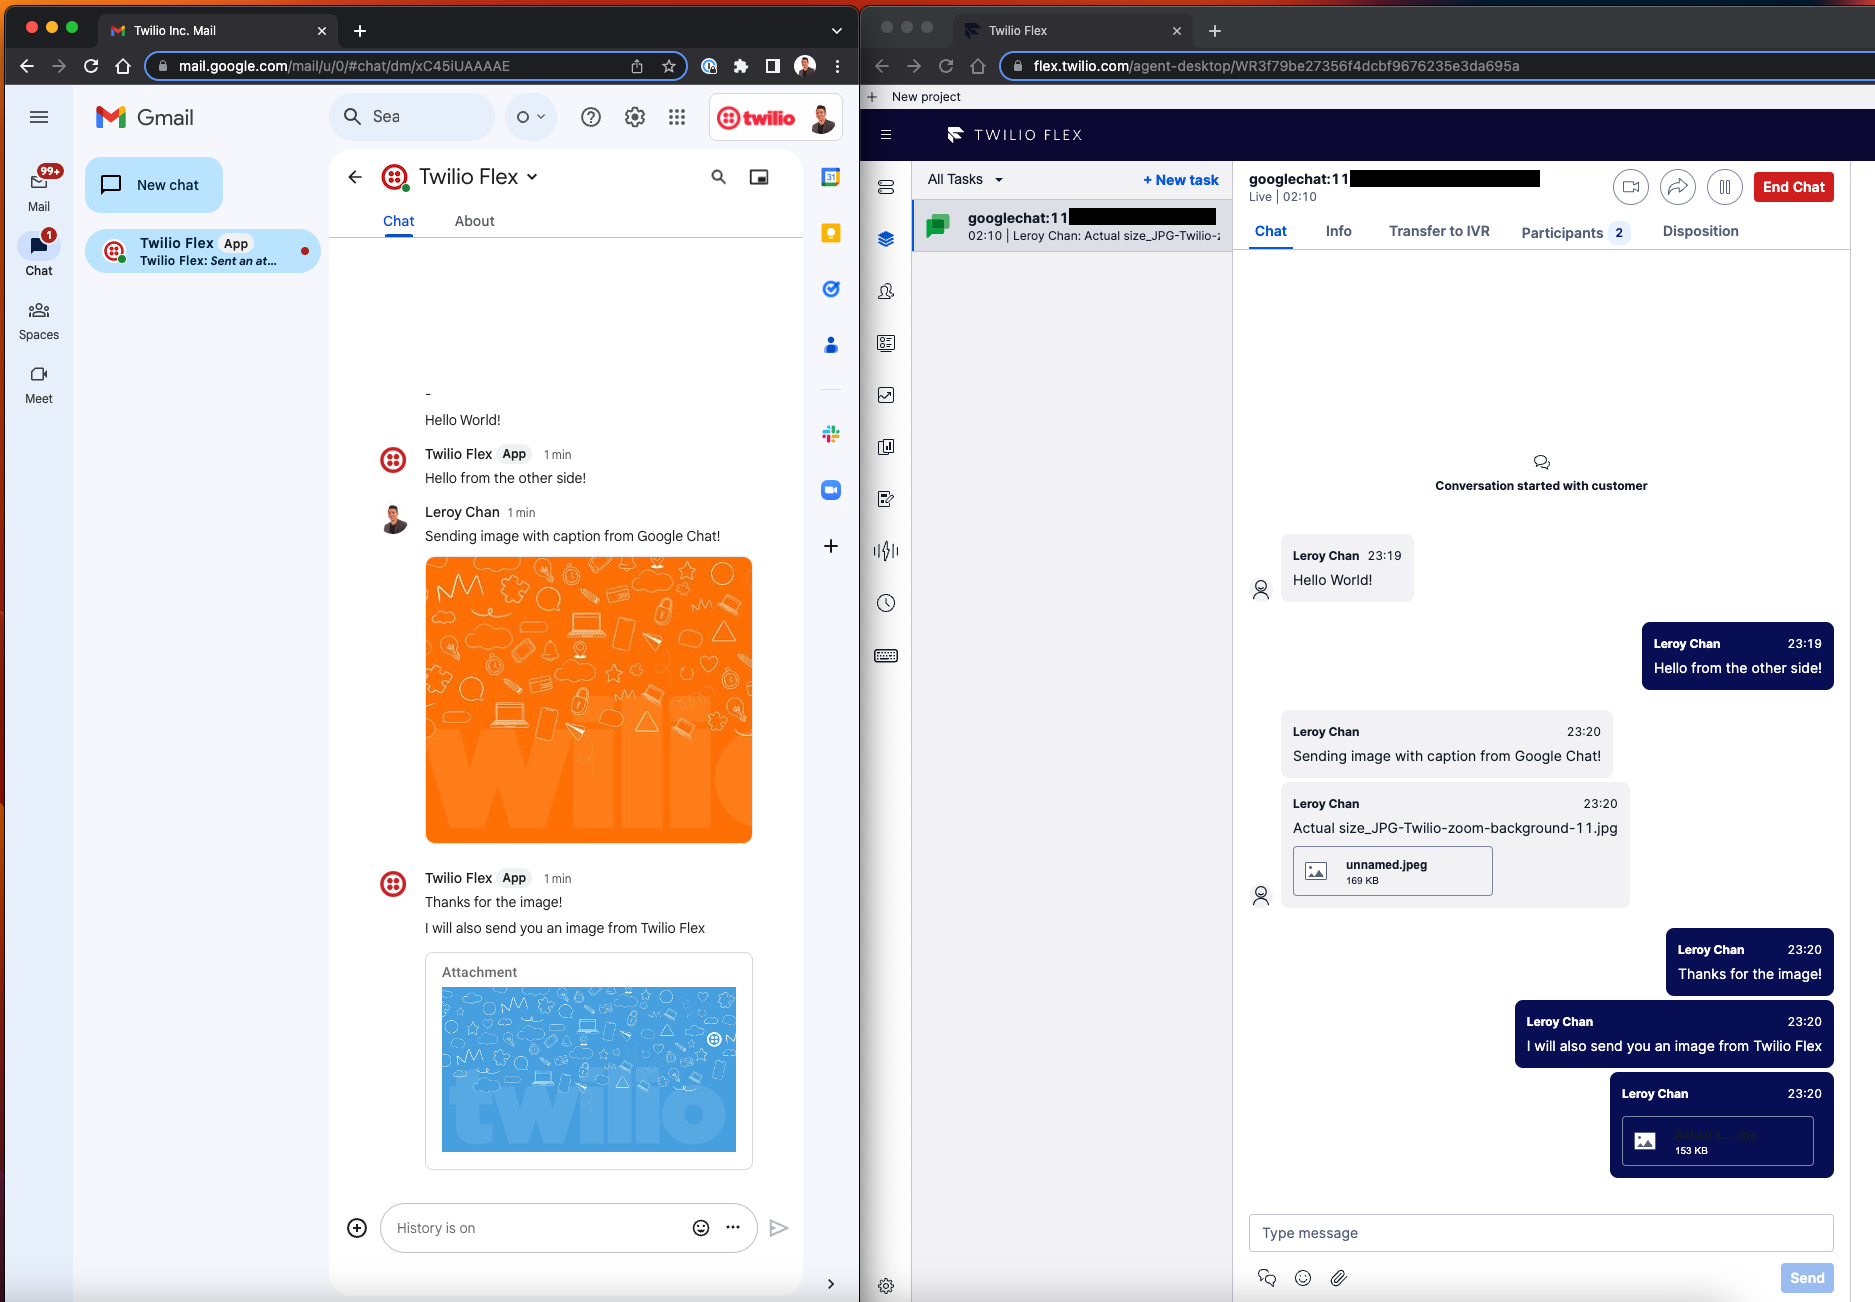 Twilio Inc. Mail
mail.google.com/mail/u/0/#chat/dm/xC45iUAAAAE
Gmail
Sea
twilio
99+
Mail
1
Chat
Spaces
Meet
New chat
Twilio Flex App
Twilio Flex: Sent an at...
Twilio Flex
Chat About
31
-
Hello World!
Twilio Flex App 1 min
Hello from the other side!
Leroy Chan 1 min
Sending image with caption from Google Chat!
twilio
Twilio Flex App 1 min
Thanks for the image!
I will also send you an image from Twilio Flex
Attachment
twilio
History is on
Twilio Flex
flex.twilio.com/agent-desktop/WR3f79be27356f4dcbf9676235e3da695a
New project
TWILIO FLEX
All Tasks
+ New task
googlechat:11
02:10 | Leroy Chan: Actual size_JPG-Twilio-z
googlechat:11
Live | 02:10
End Chat
Chat Info Transfer to IVR Participants 2 Disposition
Conversation started with customer
Leroy Chan 23:19
Hello World!
Leroy Chan 23:19
Hello from the other side!
Leroy Chan 23:20
Sending image with caption from Google Chat!
Leroy Chan 23:20
Actual size_JPG-Twilio-zoom-background-11.jpg
unnamed.jpeg
169 KB
Leroy Chan 23:20
Thanks for the image!
Leroy Chan 23:20
I will also send you an image from Twilio Flex
Leroy Chan 23:20
153 KB
Type message
Send